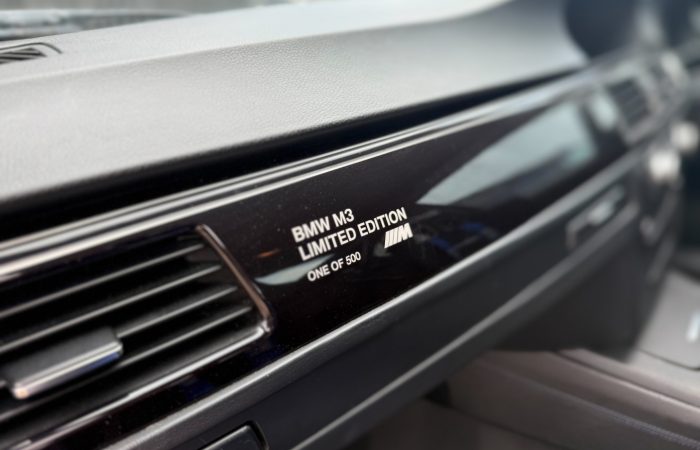 BMW M3
LIMITED EDITION
ONE OF 500
M